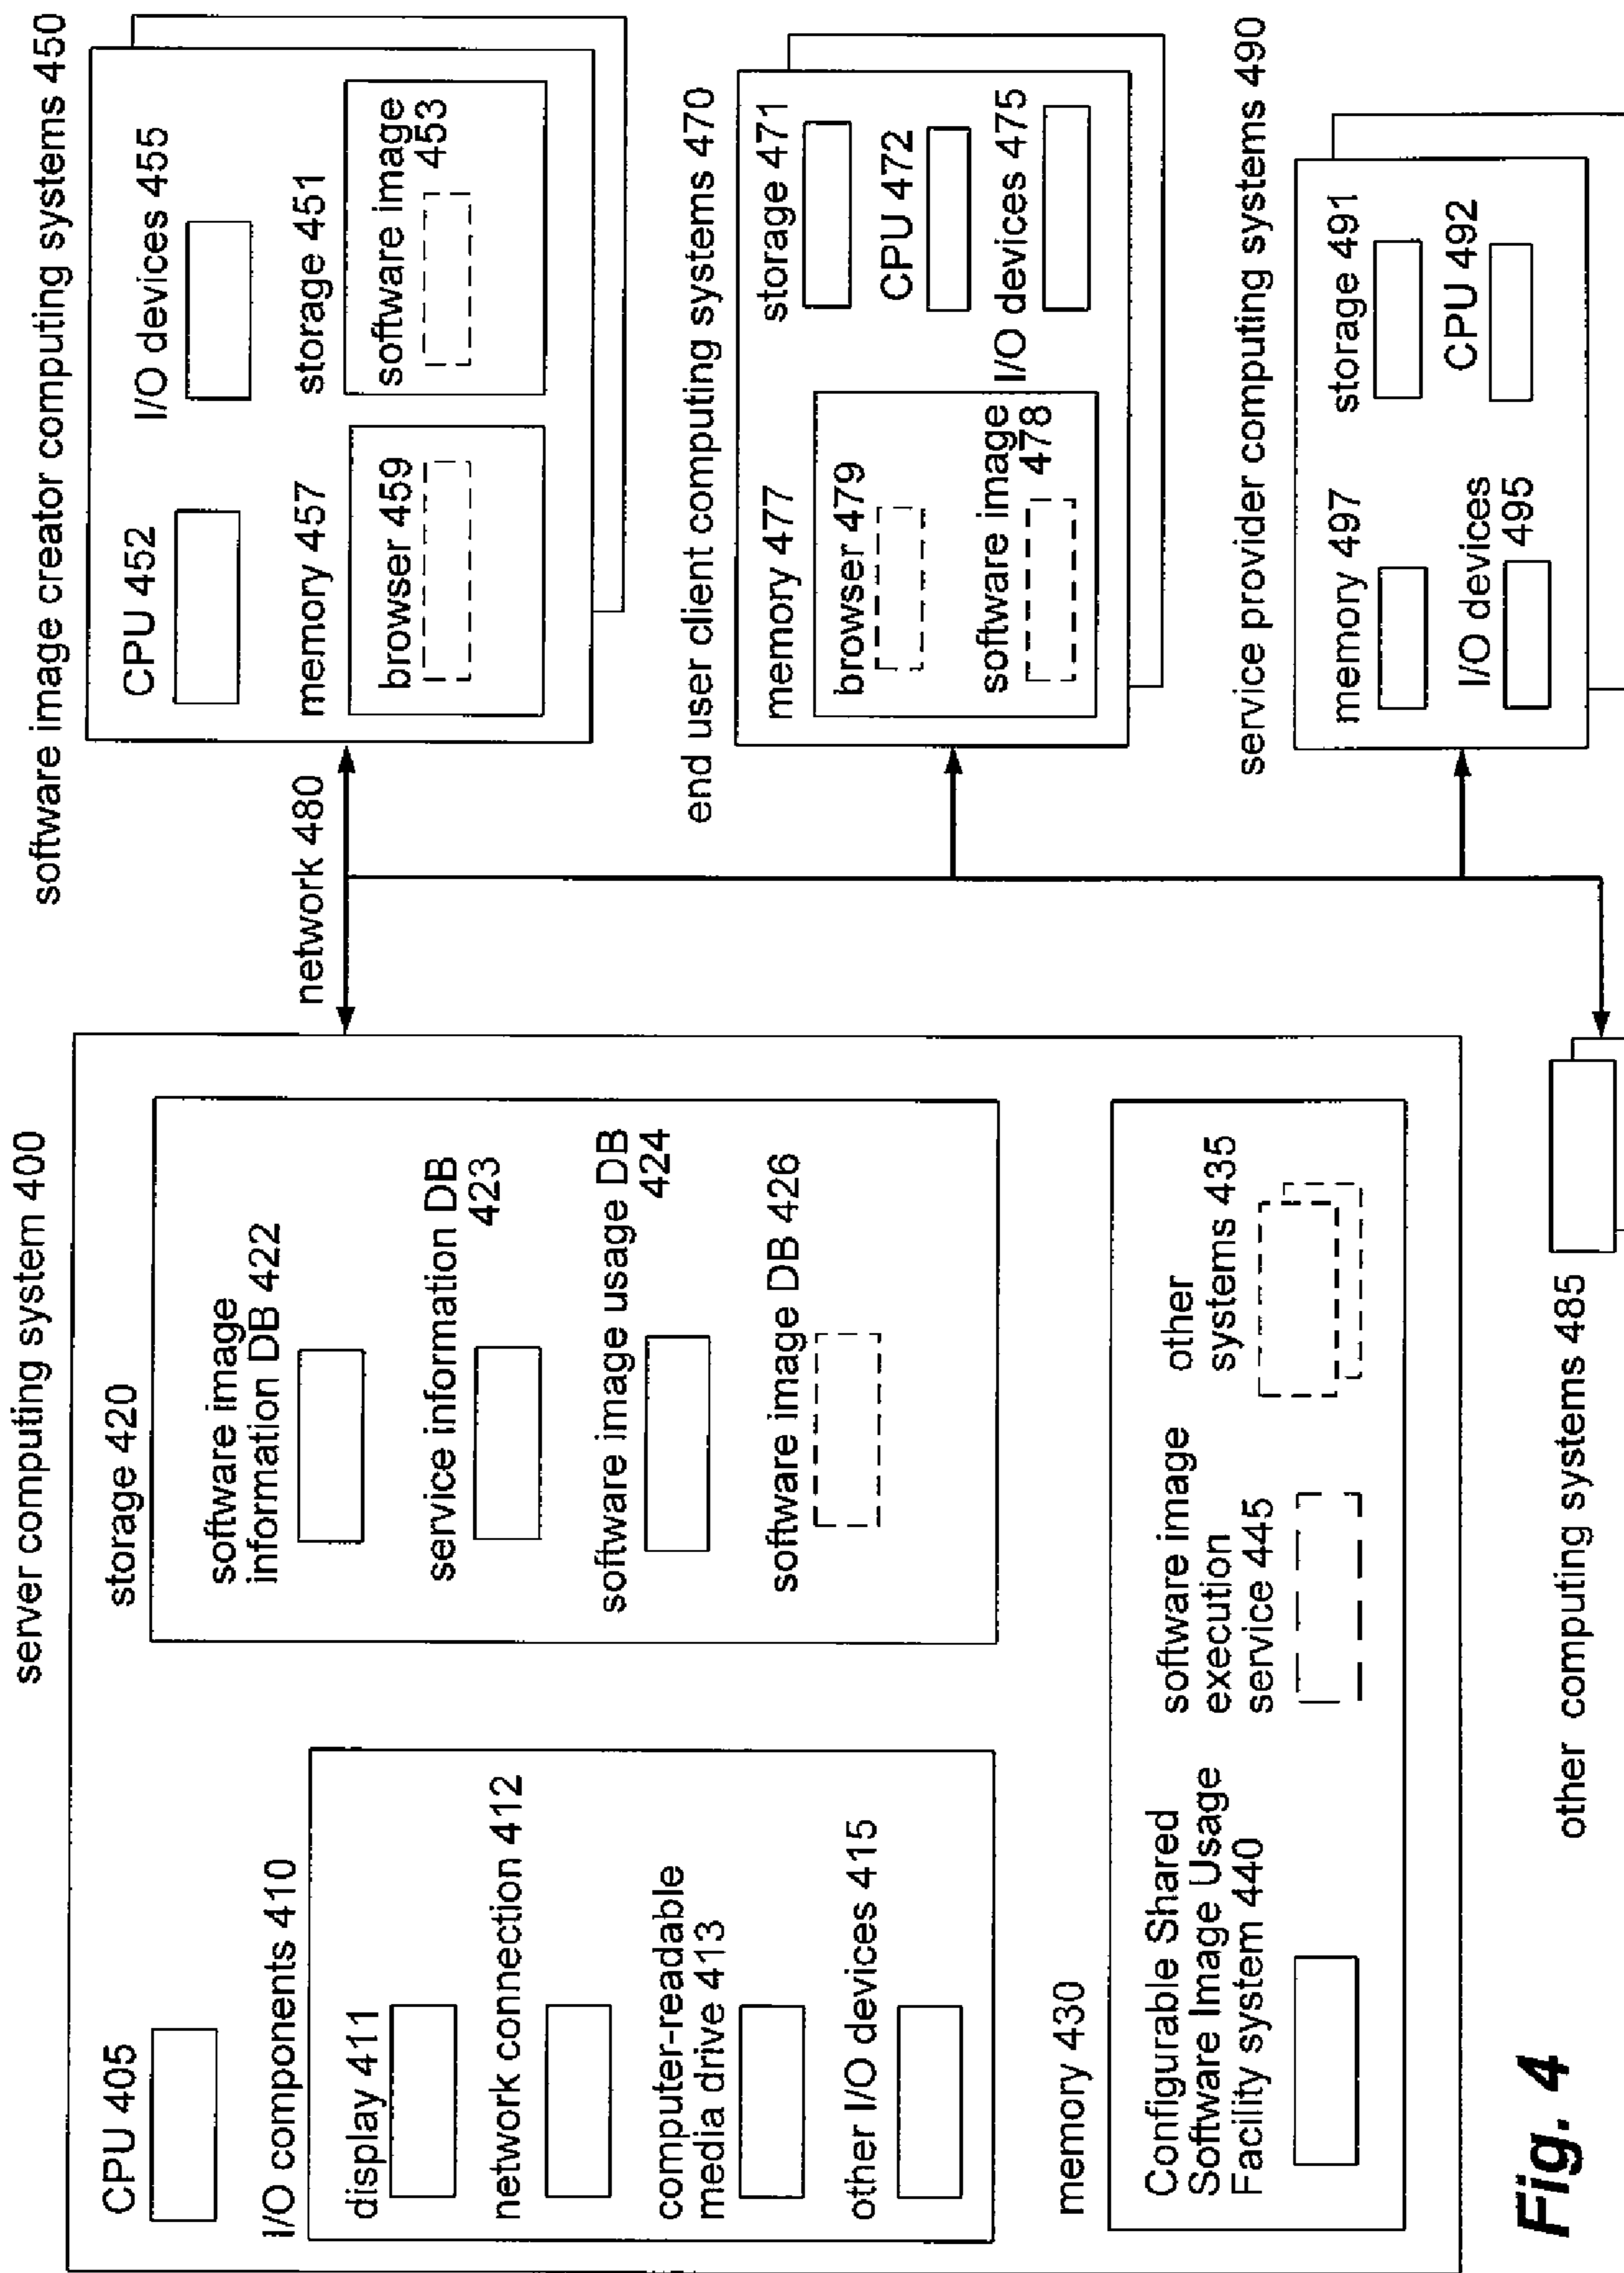 server computing system 400
CPU 405
I/O components 410
display 411
network connection 412
computer-readable
media drive 413
other I/O devices 415
storage 420
software image
information DB 422
service information DB
423
software image usage DB
424
software image DB 426
memory 430
Configurable Shared
Software Image Usage
Facility system 440
software image
execution
service 445
other
systems 435
network 480
software image creator computing systems 450
CPU 452
I/O devices 455
memory 457
browser 459
storage 451
software image
453
end user client computing systems 470
memory 477
browser 479
software image
478
storage 471
CPU 472
I/O devices 475
service provider computing systems 490
memory 497
storage 491
I/O devices
495
CPU 492
other computing systems 485
Fig. 4